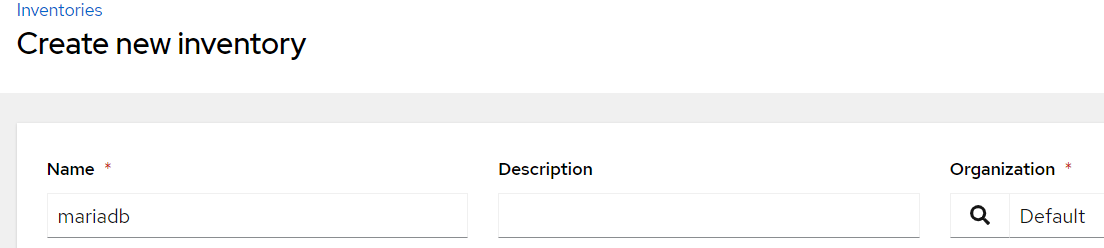 Inventories
Create new inventory
Name * Description Organization *
mariadb Default